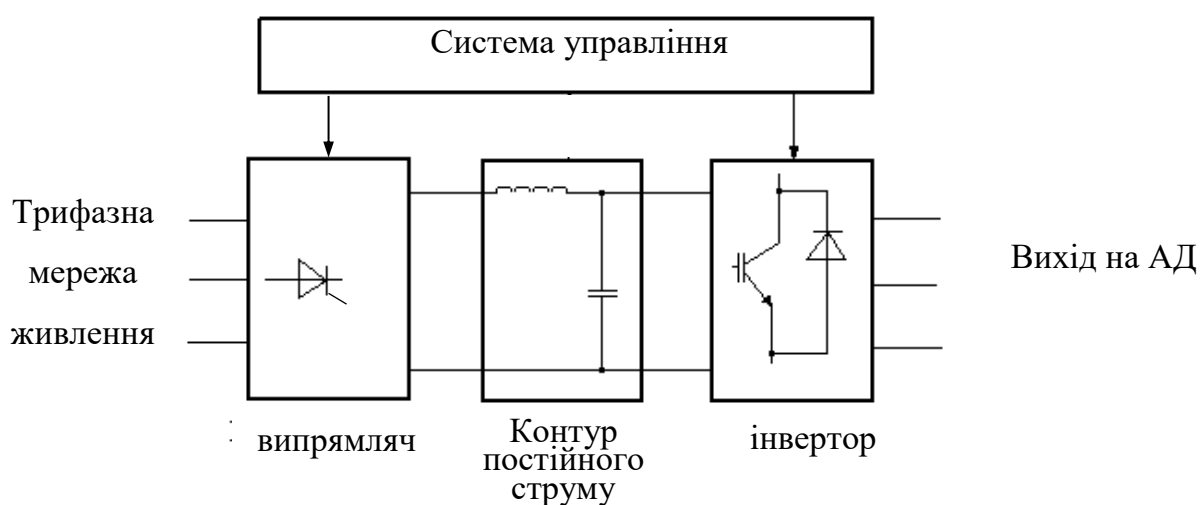 Система управління
Трифазна
мережа
живлення
Вихід на АД
випрямляч
Контур
постійного
струму
інвертор